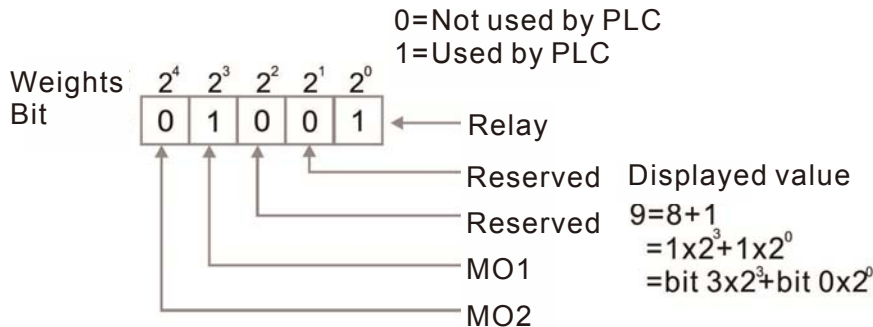 0=Not used by PLC
1=Used by PLC
Weights 2⁴ 2³ 2² 2¹ 2⁰
Bit 0 1 0 0 1 Relay
Reserved Displayed value
Reserved 9=8+1
=1x2³+1x2⁰
MO1 =bit 3x2³+bit 0x2⁰
MO2